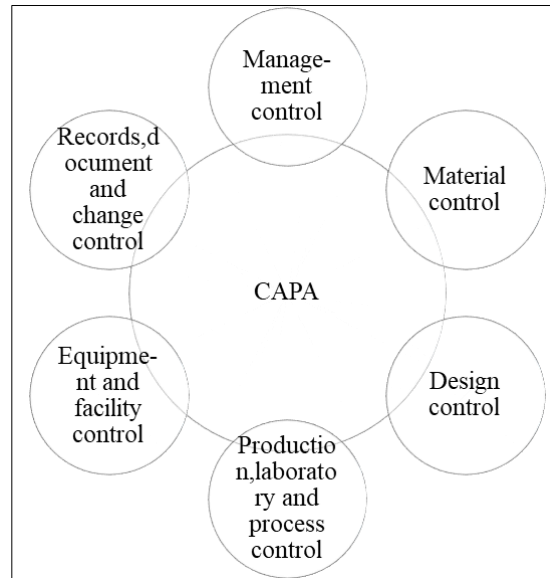 Manage-
ment
control
Records,d
ocument
and
change
control
Material
control
CAPA
Equipme-
nt and
facility
control
Design
control
Productio
n,laborato
ry and
process
control